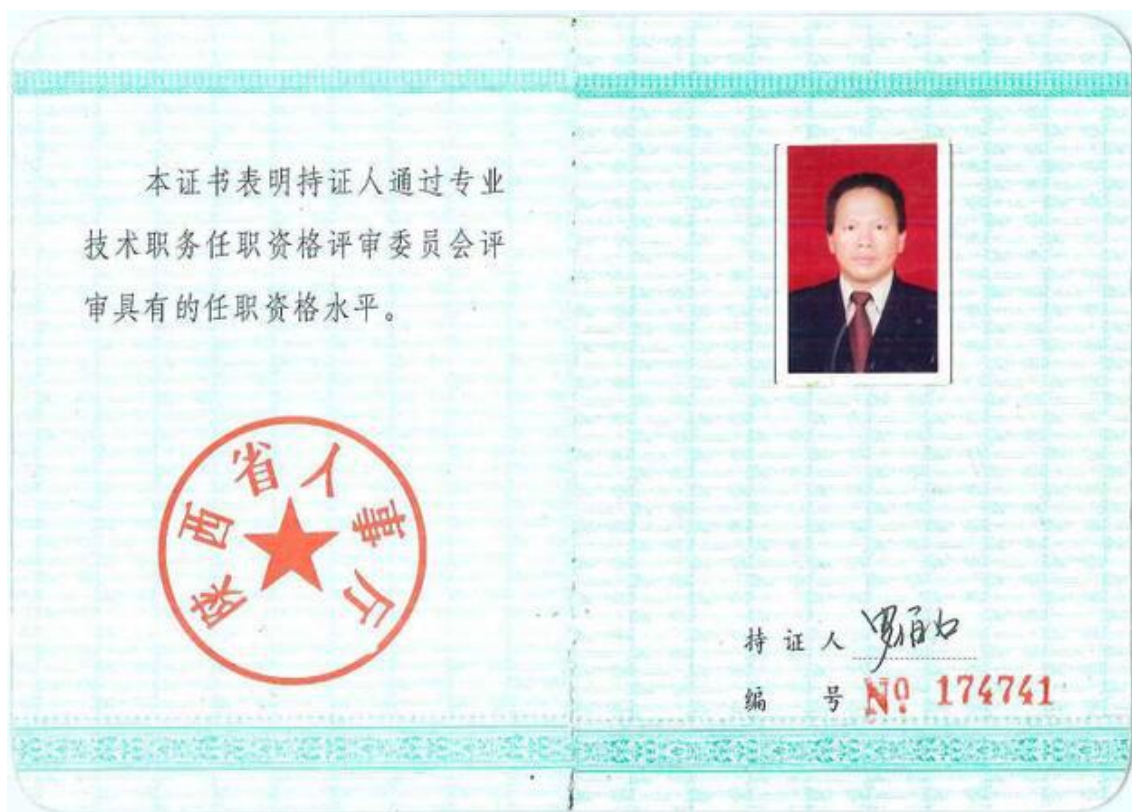 本证书表明持证人通过专业
技术职务任职资格评审委员会评
审具有的任职资格水平。
陕西省人事厅
持证人
编号 Nº 174741